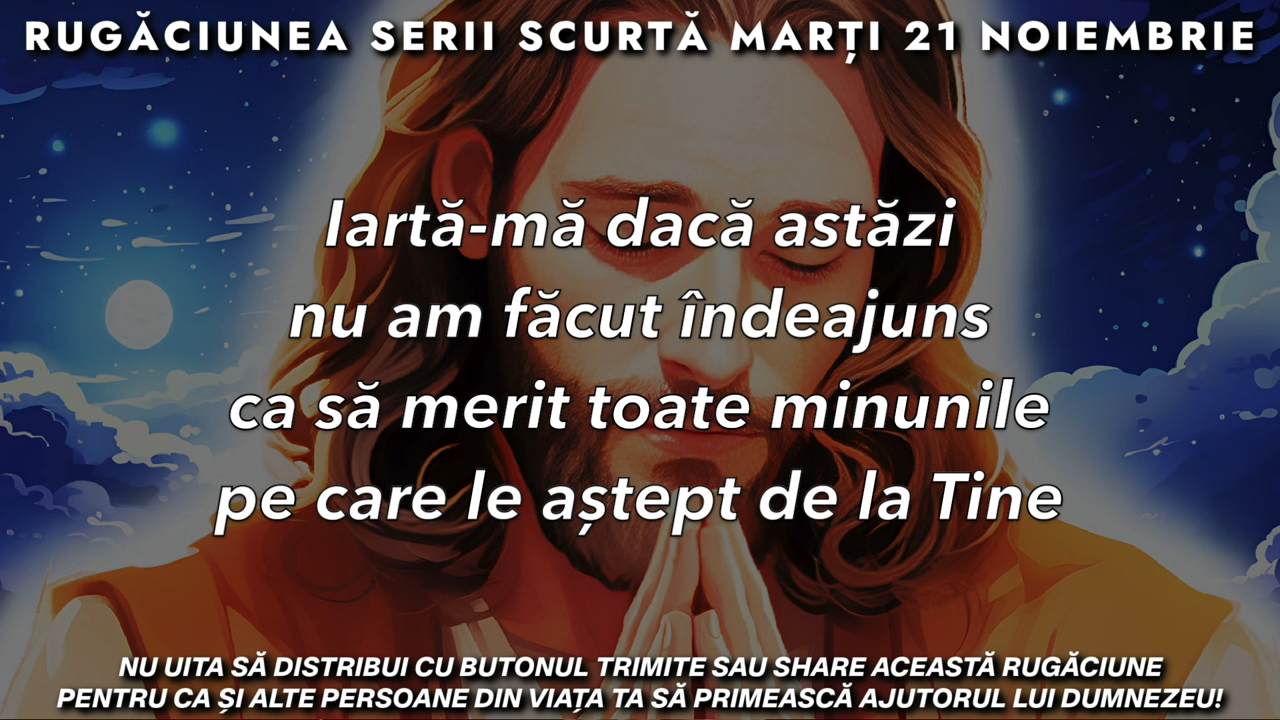 RUGĂCIUNEA SERII SCURTĂ MARȚI 21 NOIEMBRIE
Iartă-mă dacă astăzi
nu am făcut îndeajuns
ca să merit toate minunile
pe care le aștept de la Tine
NU UITA SĂ DISTRIBUI CU BUTONUL TRIMITE SAU SHARE ACEASTĂ RUGĂCIUNE
PENTRU CA ȘI ALTE PERSOANE DIN VIAȚA TA SĂ PRIMEASCĂ AJUTORUL LUI DUMNEZEU!